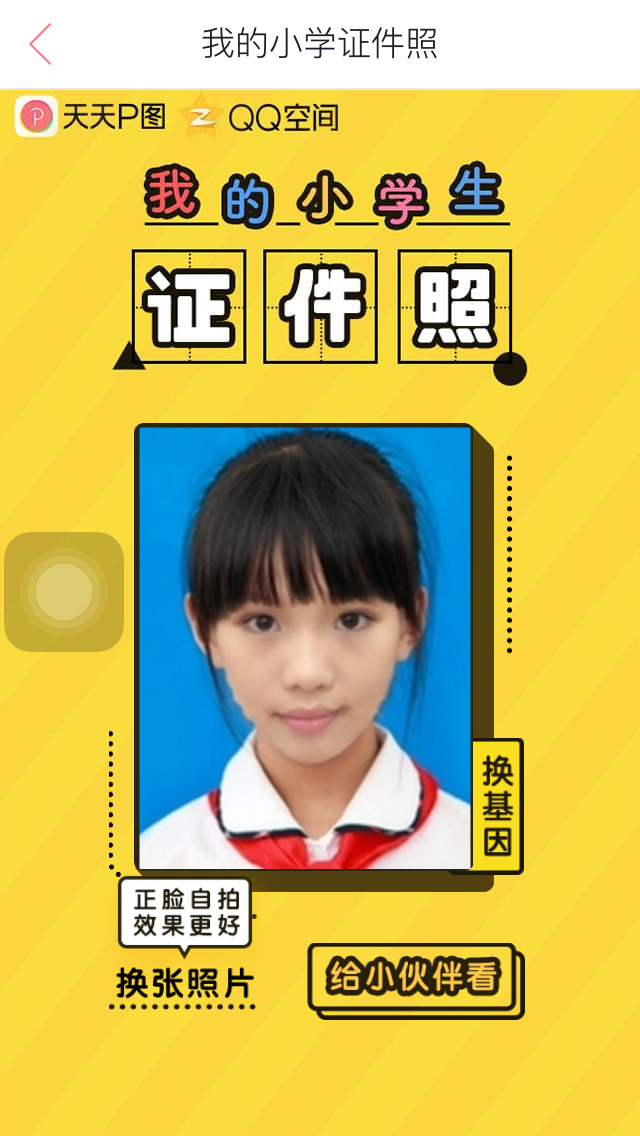 我的小学证件照
天天P图 QQ空间
我的小学生
证件照
换
基
因
正脸自拍
效果更好
换张照片
给小伙伴看